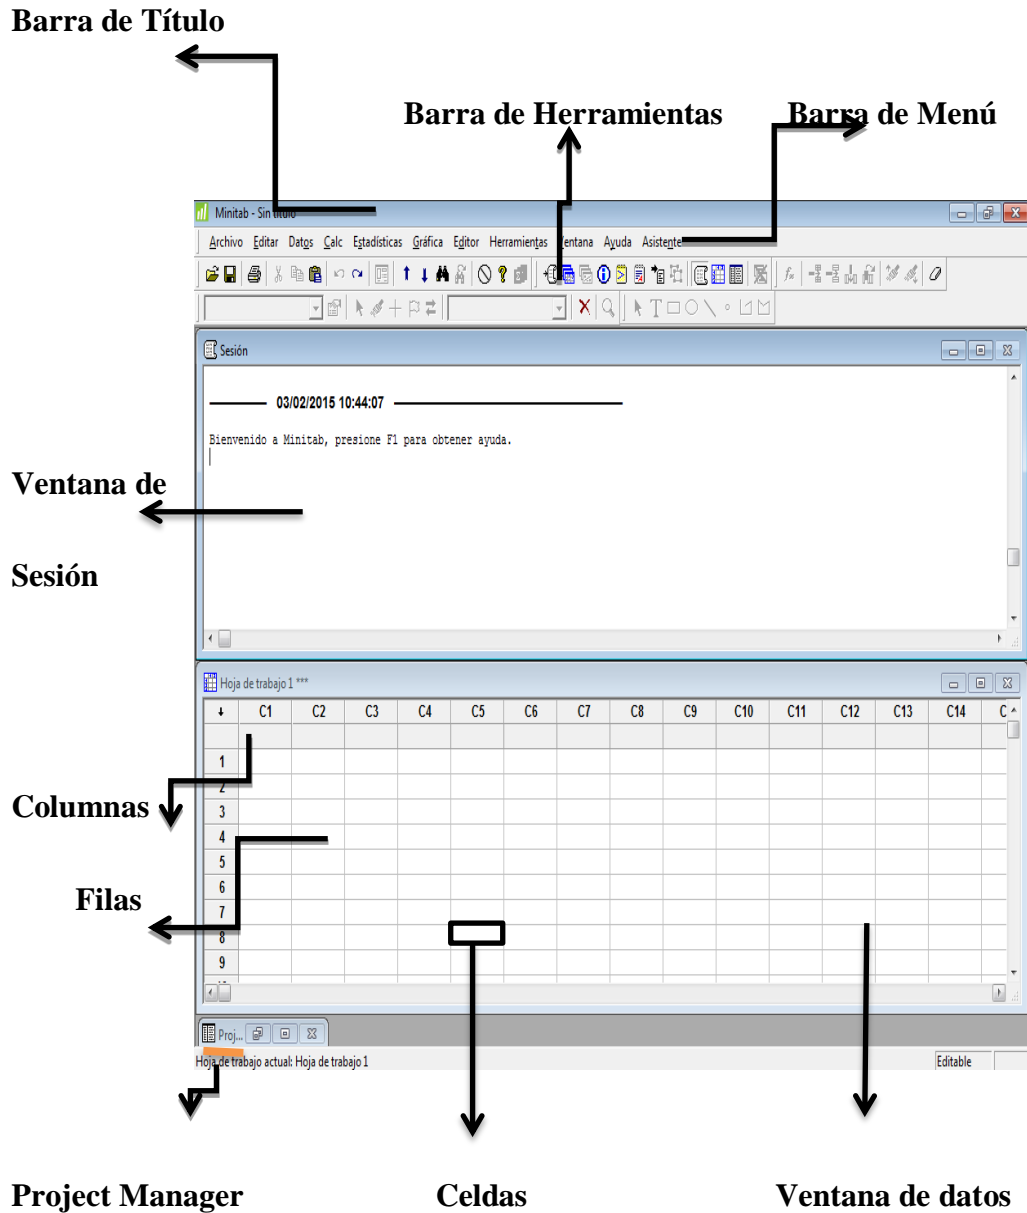 Barra de Título
Barra de Herramientas
Barra de Menú
Minitab - Sin título
Archivo Editar Datos Calc Estadísticas Gráfica Editor Herramientas Ventana Ayuda Asistente
Sesión
03/02/2015 10:44:07
Bienvenido a Minitab, presione F1 para obtener ayuda.
Ventana de
Sesión
Hoja de trabajo 1 ***
C1 C2 C3 C4 C5 C6 C7 C8 C9 C10 C11 C12 C13 C14 C
1
2
3
Columnas
4
5
6
Filas
7
8
9
Proj...
Hoja de trabajo actual: Hoja de trabajo 1
Editable
Project Manager
Celdas
Ventana de datos